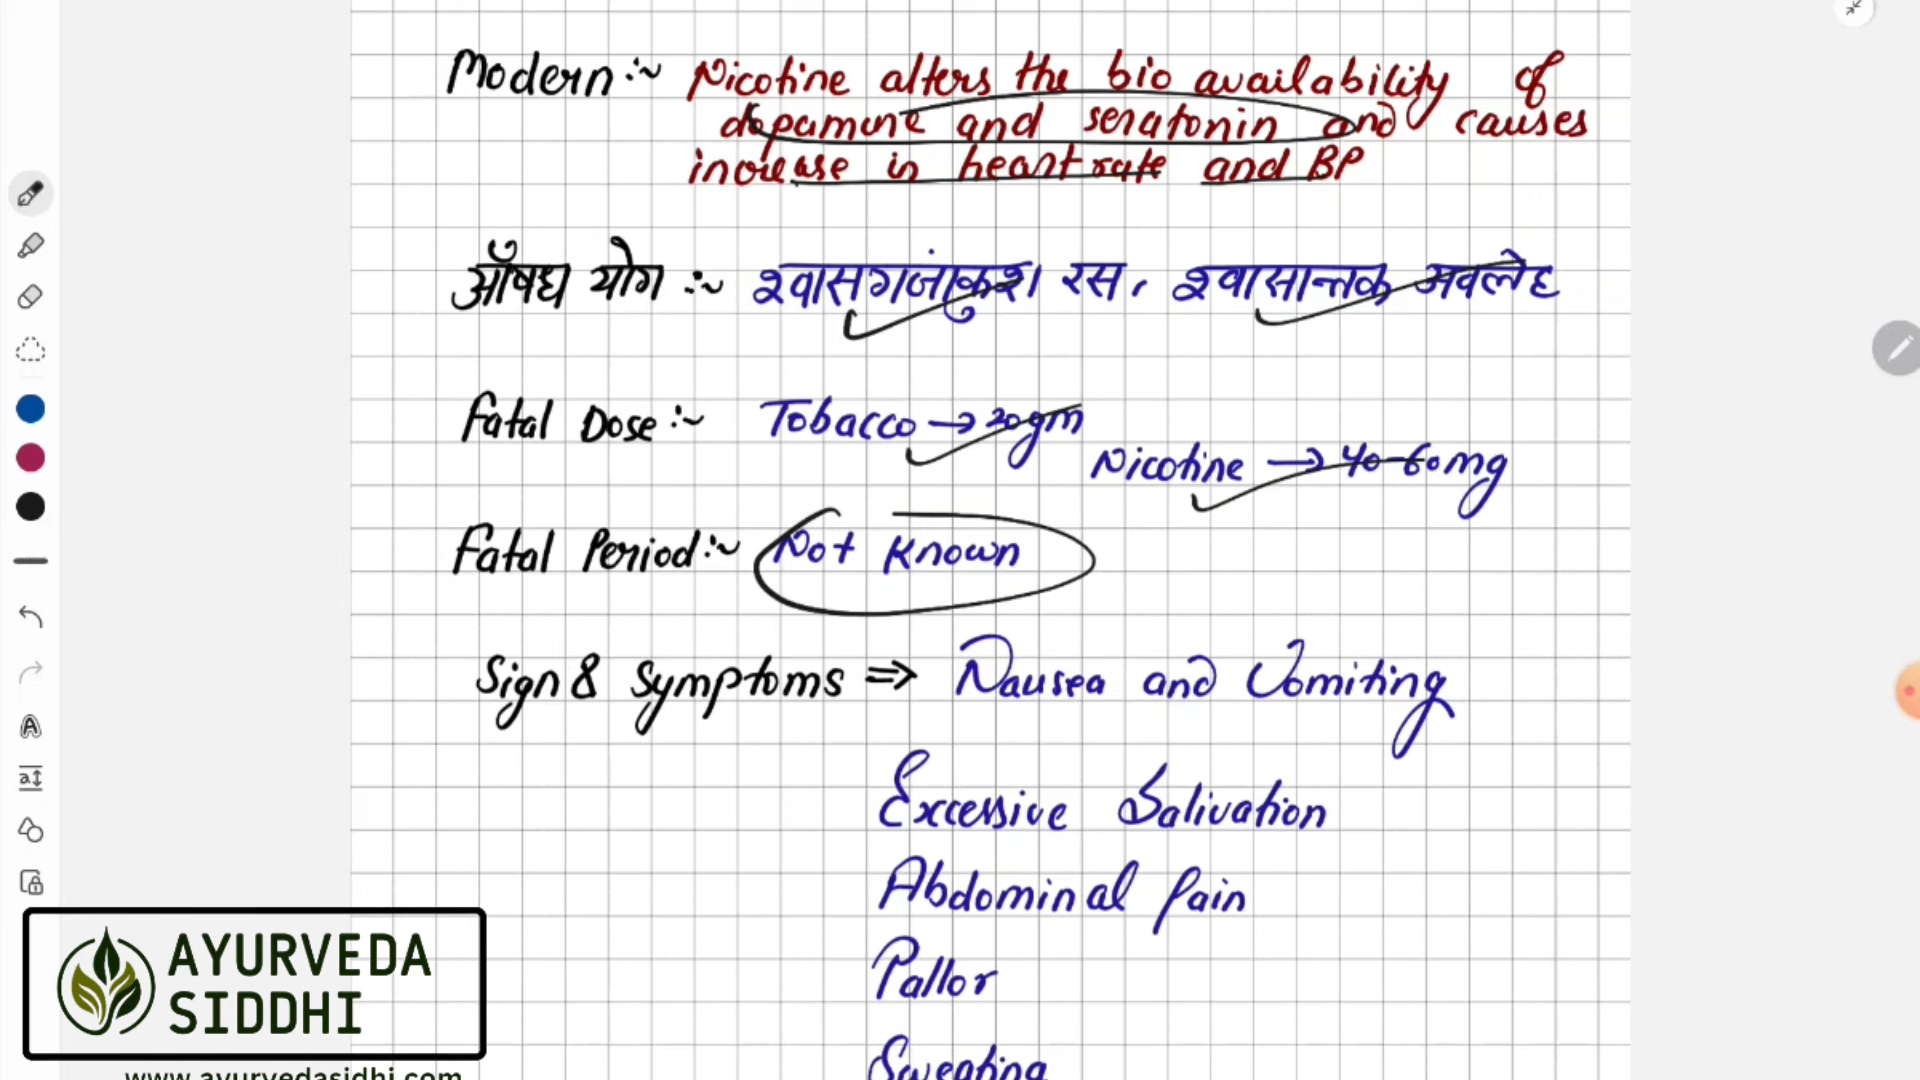 Modern :~ Nicotine alters the bio availability of
dopamine and seratonin and causes
increase in heart rate and BP
औषध योग :~ श्वासगजांकुश रस, श्वासान्तक अवलेह
Fatal Dose :~ Tobacco → 20gm
Nicotine → 40-60mg
Fatal Period :~ Not Known
Sign & Symptoms ⇒ Nausea and Vomiting
Excessive Salivation
Abdominal Pain
Pallor
Sweating
AYURVEDA
SIDDHI
www.ayurvedasidhi.com